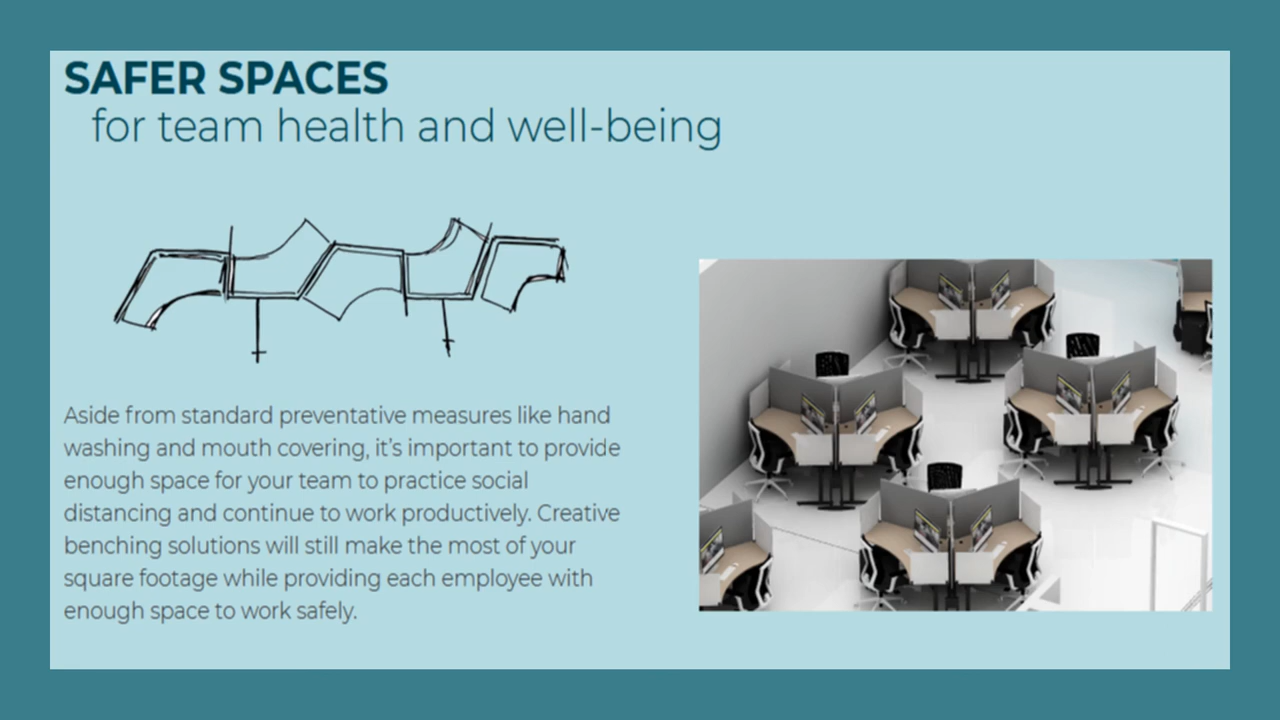 SAFER SPACES
for team health and well-being
Aside from standard preventative measures like hand
washing and mouth covering, it's important to provide
enough space for your team to practice social
distancing and continue to work productively. Creative
benching solutions will still make the most of your
square footage while providing each employee with
enough space to work safely.